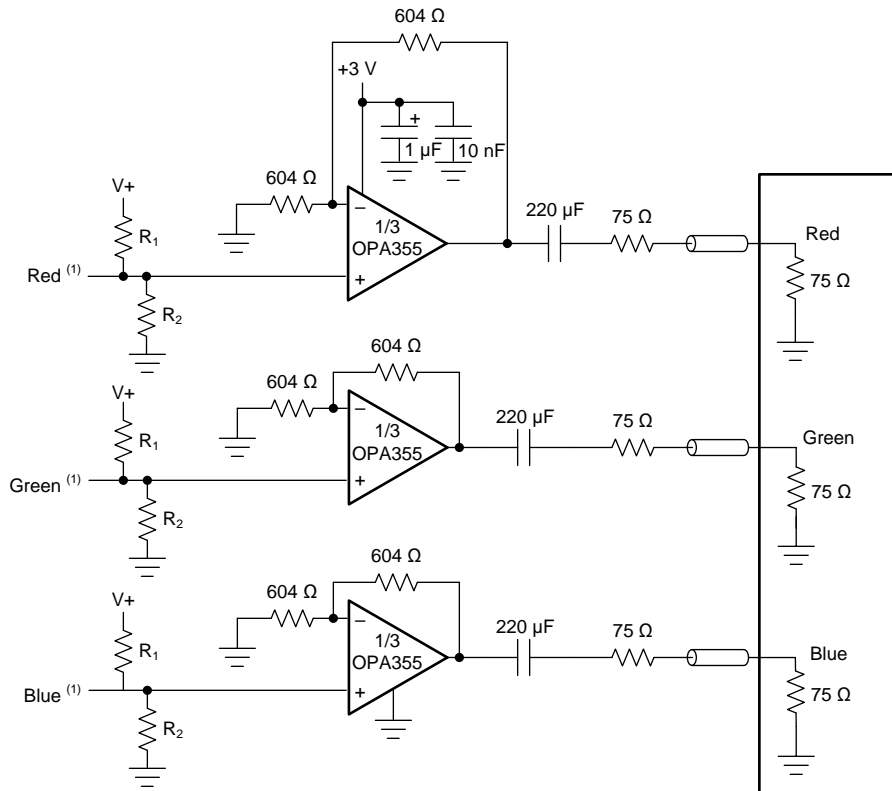 604 Ω
+3 V
+
1 µF
10 nF
604 Ω
V+
R1
Red (1)
R2
−
1/3
OPA355
+
220 µF
75 Ω
Red
75 Ω
604 Ω
604 Ω
V+
R1
Green (1)
R2
−
1/3
OPA355
+
220 µF
75 Ω
Green
75 Ω
604 Ω
604 Ω
V+
R1
Blue (1)
R2
−
1/3
OPA355
+
220 µF
75 Ω
Blue
75 Ω